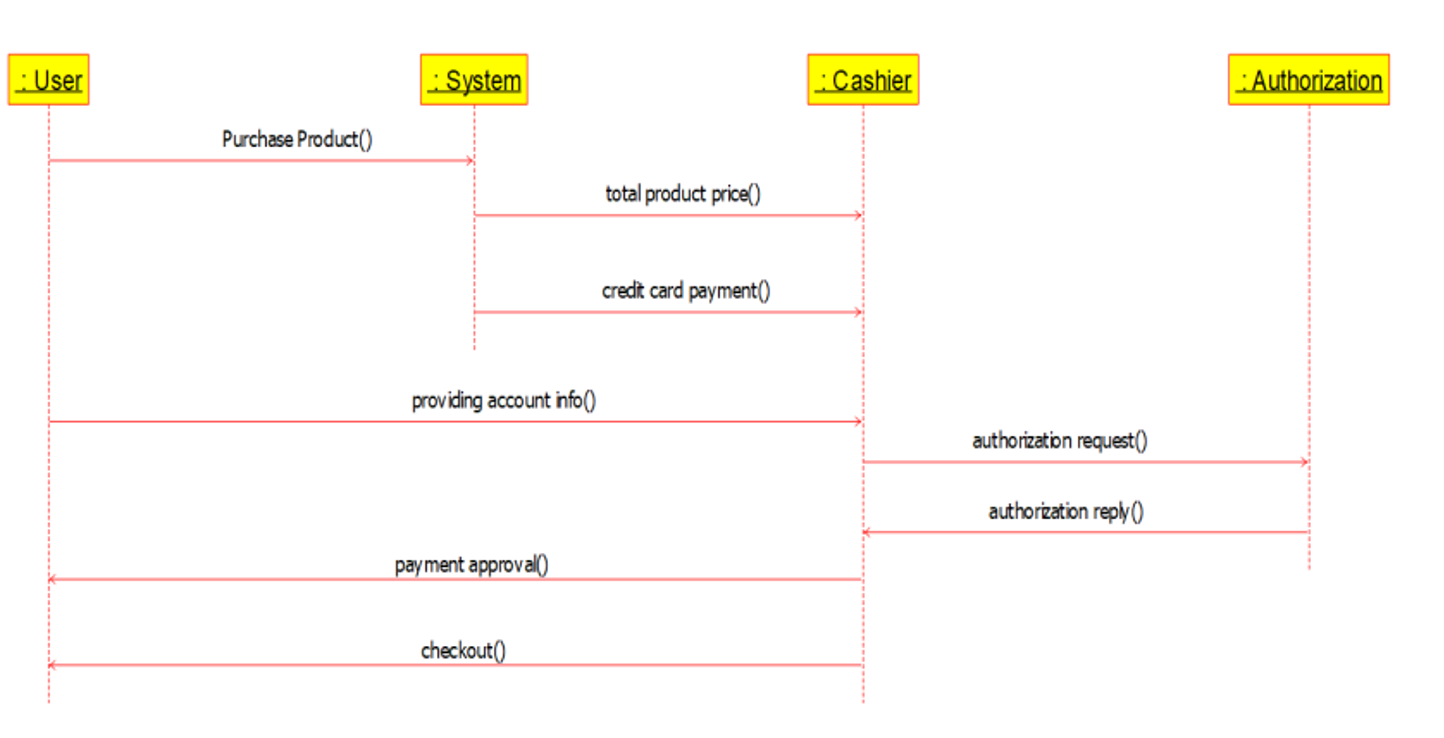 : User
: System
: Cashier
: Authorization
Purchase Product()
total product price()
credit card payment()
providing account info()
authorization request()
authorization reply()
payment approval()
checkout()